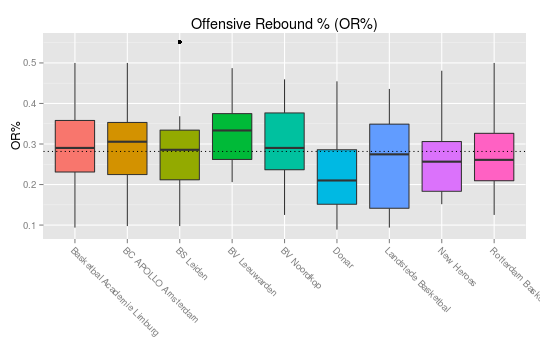 Offensive Rebound % (OR%)
OR%
0.5
0.4
0.3
0.2
0.1
Basketbal Academie Limburg
BC APOLLO Amsterdam
BS Leiden
BV Leeuwarden
BV Noordkop
Donar
Landstede Basketbal
New Heroes
Rotterdam